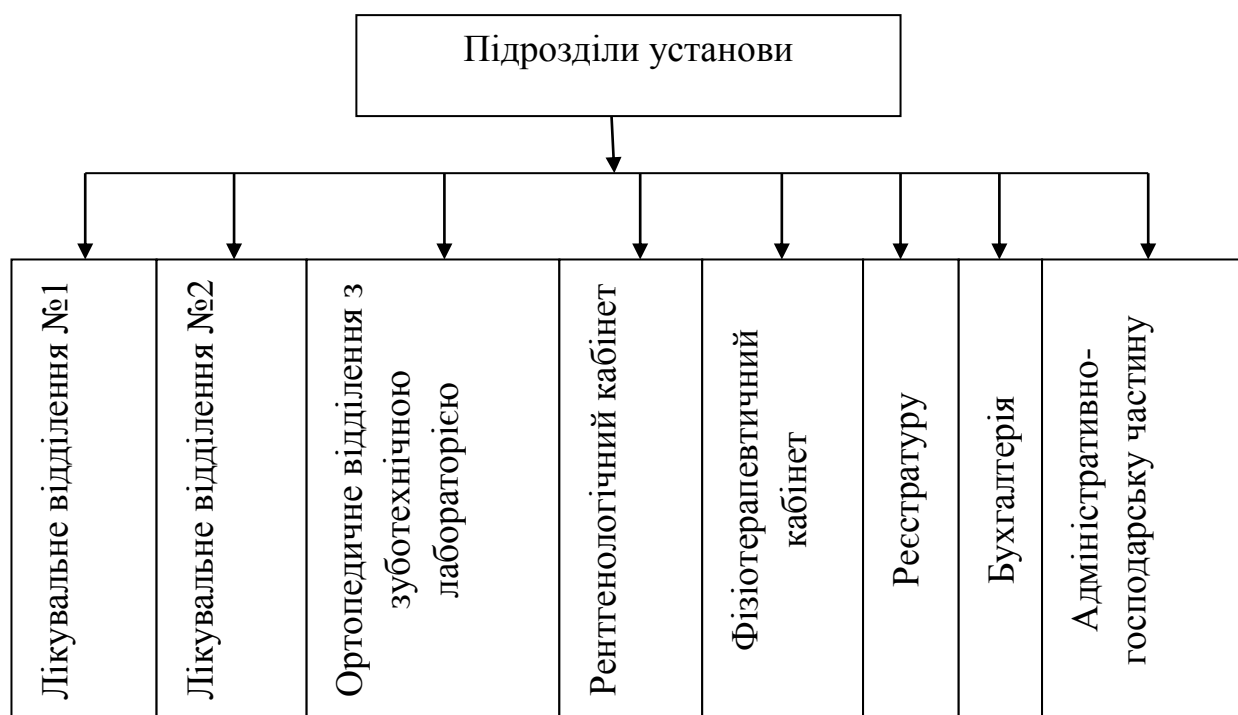 Підрозділи установи
Лікувальне відділення №1
Лікувальне відділення №2
Ортопедичне відділення з
зуботехнічною
лабораторією
Рентгенологічний кабінет
Фізіотерапевтичний
кабінет
Реєстратуру
Бухгалтерія
Адміністративно-
господарську частину